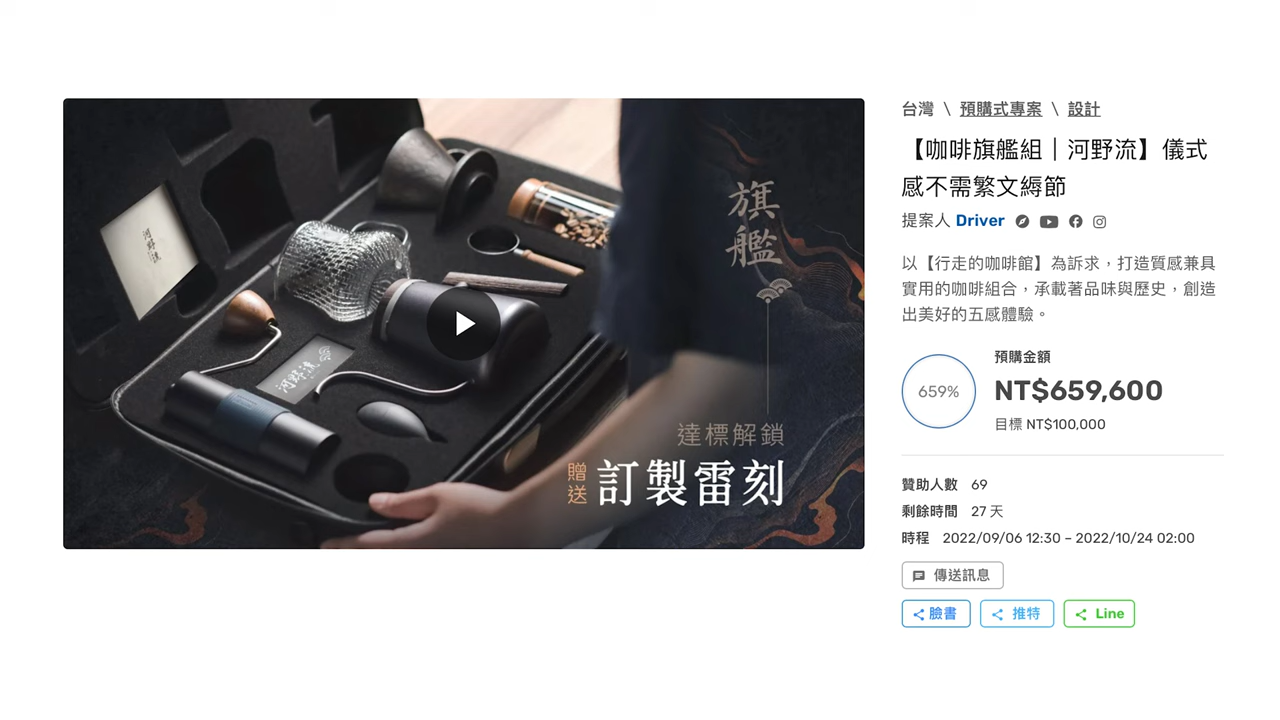 河野流
河野流
旗艦
達標解鎖
贈送
訂製雷刻
台灣 \ 預購式專案 \ 設計
【咖啡旗艦組｜河野流】儀式
感不需繁文縟節
提案人 Driver
以【行走的咖啡館】為訴求，打造質感兼具
實用的咖啡組合，承載著品味與歷史，創造
出美好的五感體驗。
659%
預購金額
NT$659,600
目標 NT$100,000
贊助人數 69
剩餘時間 27 天
時程 2022/09/06 12:30 – 2022/10/24 02:00
傳送訊息
臉書
推特
Line